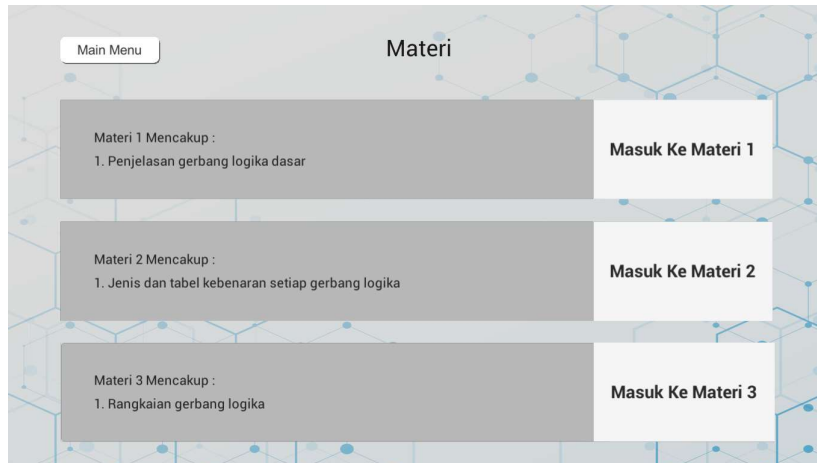 Main Menu
Materi
Materi 1 Mencakup :
1. Penjelasan gerbang logika dasar
Masuk Ke Materi 1
Materi 2 Mencakup :
1. Jenis dan tabel kebenaran setiap gerbang logika
Masuk Ke Materi 2
Materi 3 Mencakup :
1. Rangkaian gerbang logika
Masuk Ke Materi 3